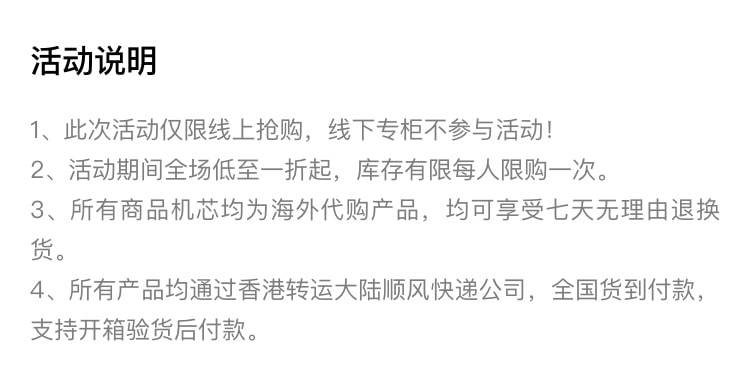 活动说明
1、此次活动仅限线上抢购，线下专柜不参与活动！
2、活动期间全场低至一折起，库存有限每人限购一次。
3、所有商品机芯均为海外代购产品，均可享受七天无理由退换
货。
4、所有产品均通过香港转运大陆顺风快递公司，全国货到付款，
支持开箱验货后付款。